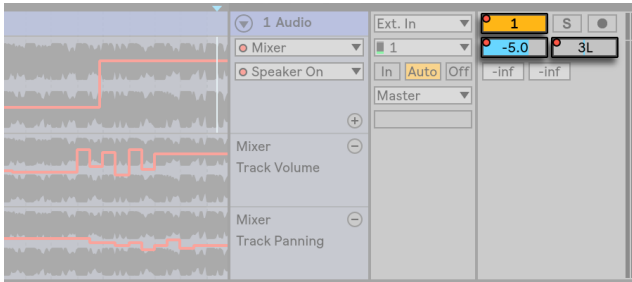 1 Audio Ext. In 1 S
Mixer 1 -5.0 3L
Speaker On In Auto Off -inf -inf
Master
Mixer
Track Volume
Mixer
Track Panning